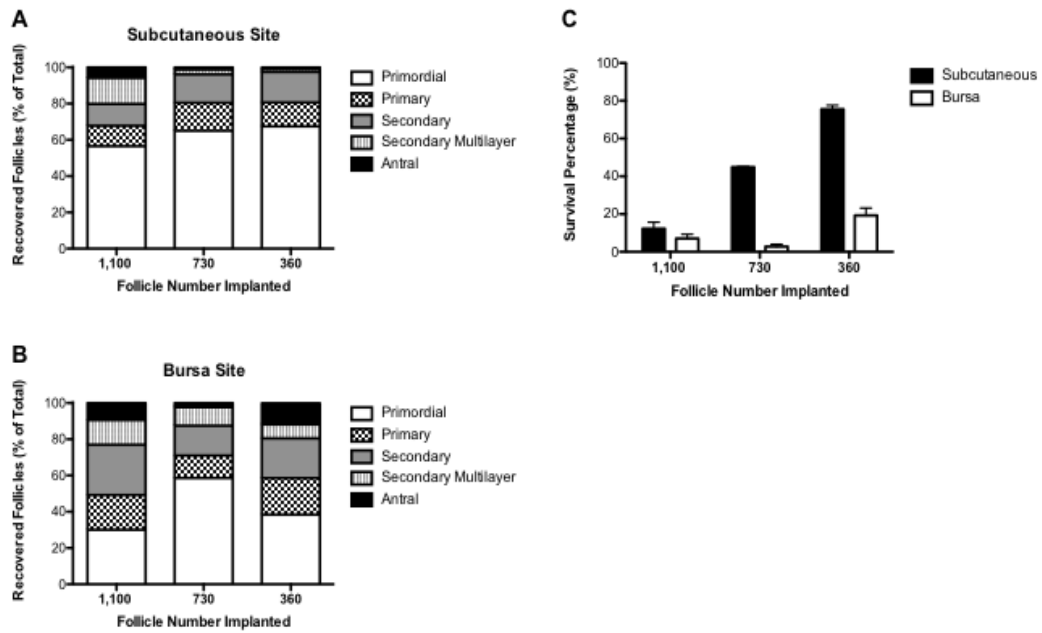 A
Subcutaneous Site
Recovered Follicles (% of Total)
100
80
60
40
20
0
1,100 730 360
Follicle Number Implanted
Primordial
Primary
Secondary
Secondary Multilayer
Antral
C
Survival Percentage (%)
100
80
60
40
20
0
1,100 730 360
Follicle Number Implanted
Subcutaneous
Bursa
B
Bursa Site
Recovered Follicles (% of Total)
100
80
60
40
20
0
1,100 730 360
Follicle Number Implanted
Primordial
Primary
Secondary
Secondary Multilayer
Antral